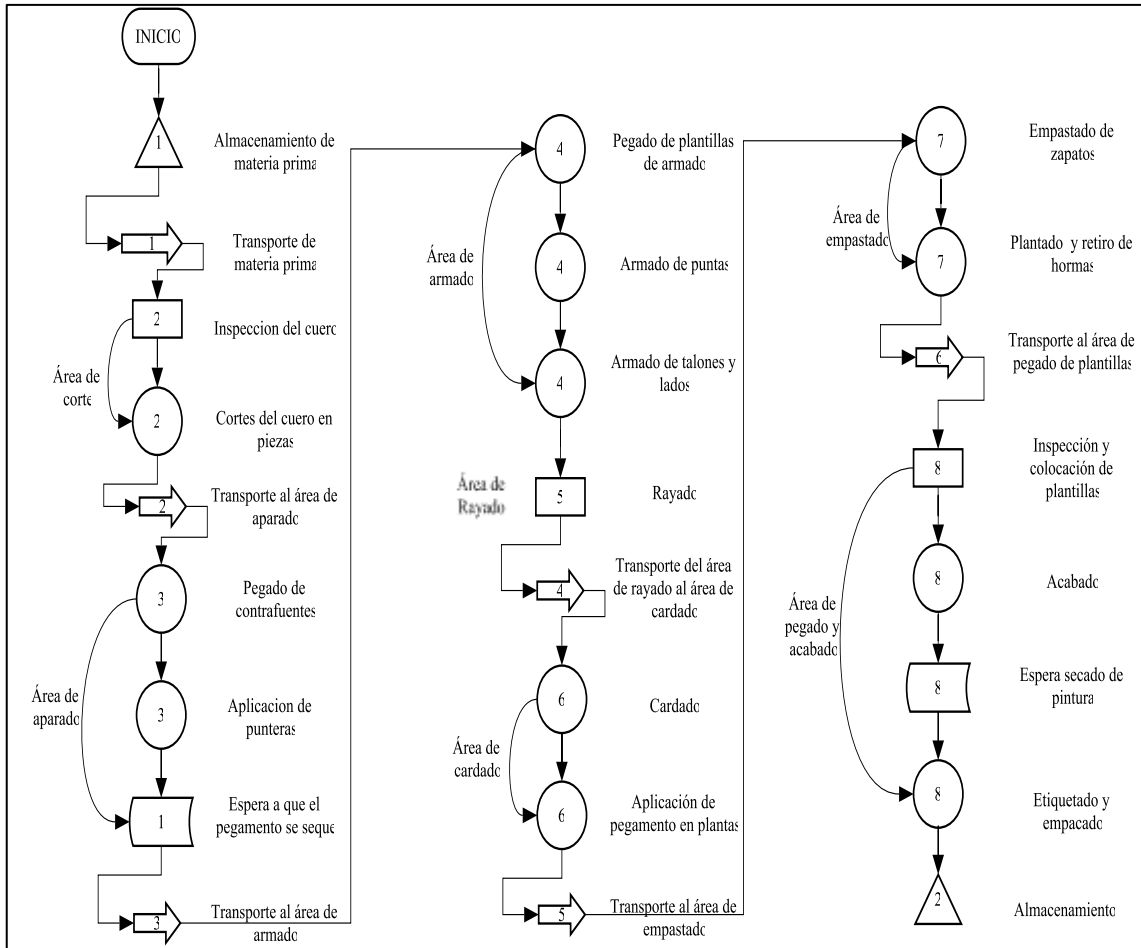 INICIO
1
Almacenamiento de
materia prima
1
Transporte de
materia prima
2
Inspeccion del cuero
Área de
corte
2
Cortes del cuero en
piezas
2
Transporte al área de
aparado
3
Pegado de
contrafuentes
Área de
aparado
3
Aplicacion de
punteras
1
Espera a que el
pegamento se seque
3
Transporte al área de
armado
4
Pegado de plantillas
de armado
Área de
armado
4
Armado de puntas
4
Armado de talones y
lados
Área de
Rayado
5
Rayado
4
Transporte del área
de rayado al área de
cardado
6
Cardado
Área de
cardado
6
Aplicación de
pegamento en plantas
5
Transporte al área de
empastado
7
Empastado de
zapatos
Área de
empastado
7
Plantado y retiro de
hormas
6
Transporte al área de
pegado de plantillas
8
Inspección y
colocación de
plantillas
8
Acabado
Área de
pegado y
acabado
8
Espera secado de
pintura
8
Etiquetado y
empacado
2
Almacenamiento